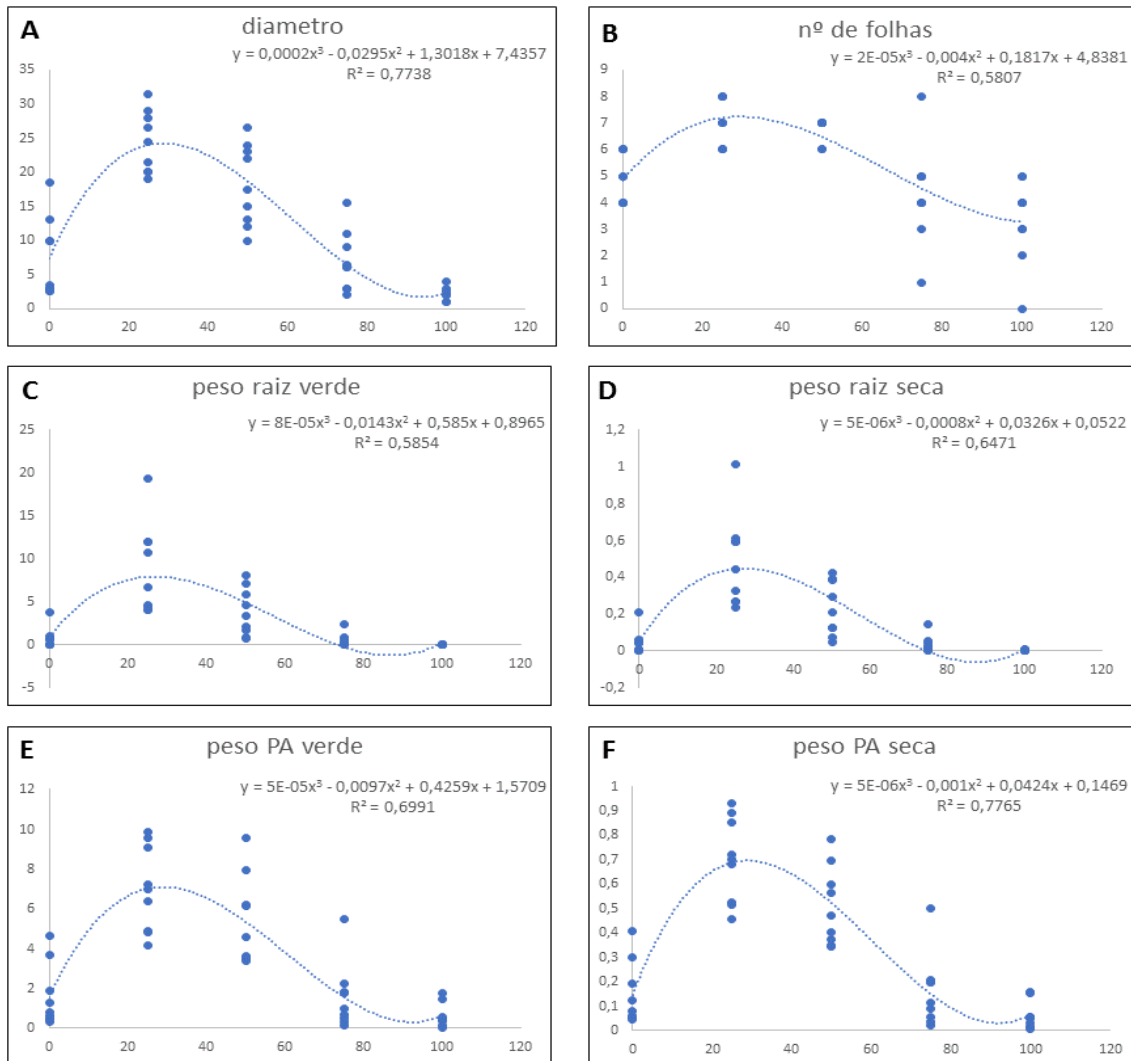 A
diametro
y = 0,0002x³ - 0,0295x² + 1,3018x + 7,4357
R² = 0,7738
35
30
25
20
15
10
5
0
0 20 40 60 80 100 120
B
nº de folhas
y = 2E-05x³ - 0,004x² + 0,1817x + 4,8381
R² = 0,5807
9
8
7
6
5
4
3
2
1
0
0 20 40 60 80 100 120
C
peso raiz verde
y = 8E-05x³ - 0,0143x² + 0,585x + 0,8965
R² = 0,5854
25
20
15
10
5
0
-5
0 20 40 60 80 100 120
D
peso raiz seca
y = 5E-06x³ - 0,0008x² + 0,0326x + 0,0522
R² = 0,6471
1,2
1
0,8
0,6
0,4
0,2
0
-0,2
0 20 40 60 80 100 120
E
peso PA verde
y = 5E-05x³ - 0,0097x² + 0,4259x + 1,5709
R² = 0,6991
12
10
8
6
4
2
0
0 20 40 60 80 100 120
F
peso PA seca
y = 5E-06x³ - 0,001x² + 0,0424x + 0,1469
R² = 0,7765
1
0,9
0,8
0,7
0,6
0,5
0,4
0,3
0,2
0,1
0
0 20 40 60 80 100 120